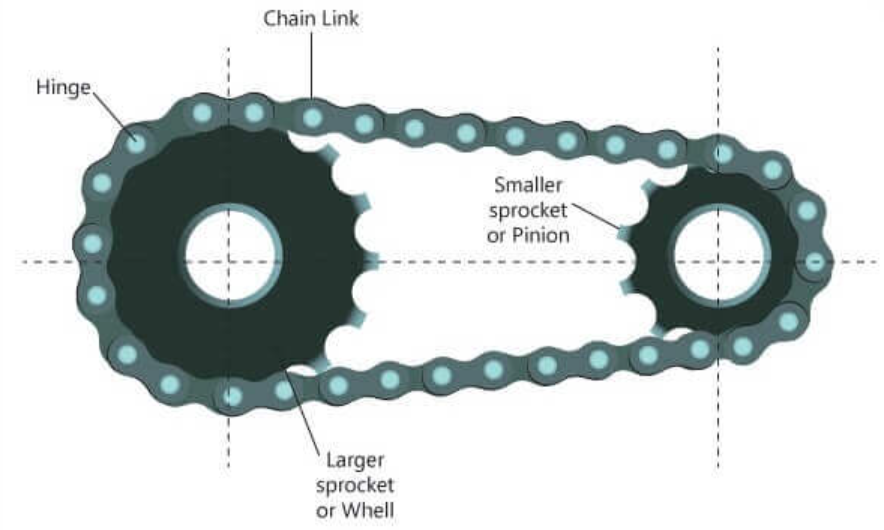 Chain Link
Hinge
Smaller
sprocket
or Pinion
Larger
sprocket
or Whell